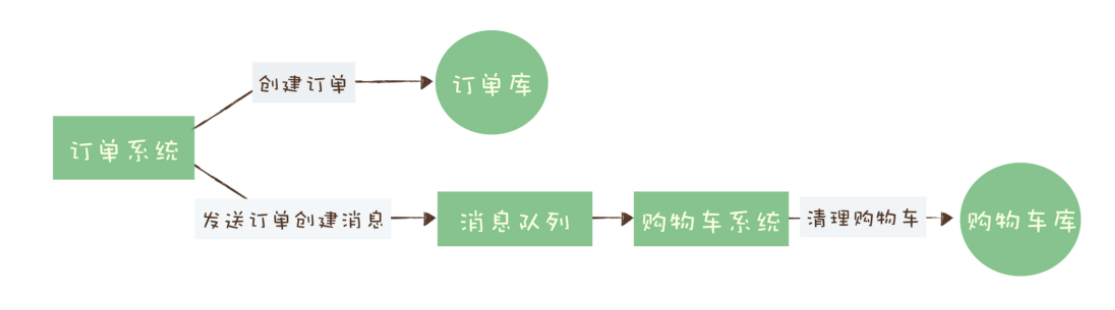 创建订单
订单库
订单系统
发送订单创建消息
消息队列
购物车系统
清理购物车
购物车库